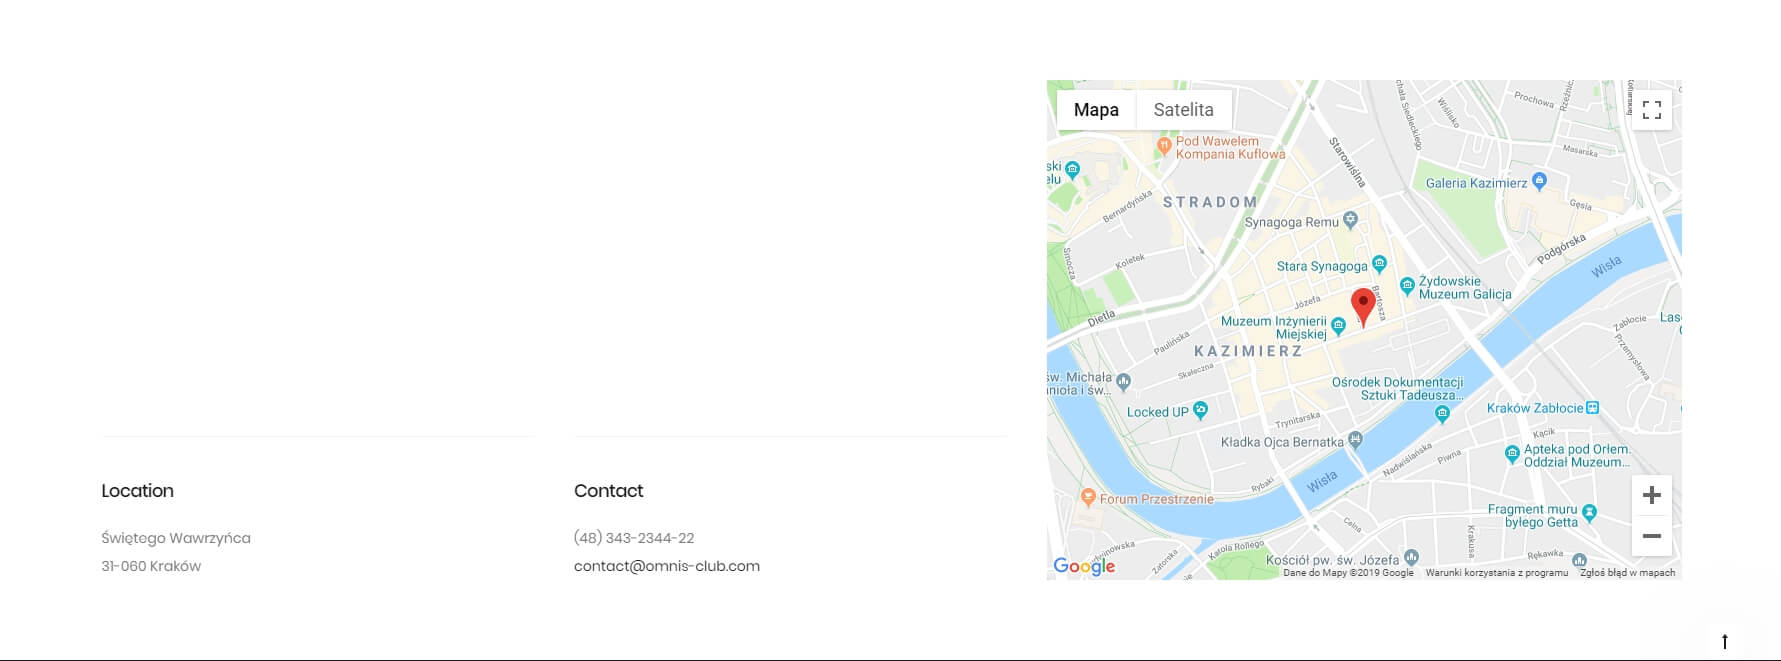 Location
Świętego Wawrzyńca
31-060 Kraków
Contact
(48) 343-2344-22
contact@omnis-club.com
Mapa
Satelita
Pod Wawelem
Kompania Kuflowa
ski
elu
STRADOM
Bernardyńska
Smocza
Koletek
Dietla
Starowiślna
Wiślisko
Prochowa
Masarska
Galeria Kazimierz
Gęsia
Podgórska
Wisła
Synagoga Remu
Stara Synagoga
Żydowskie
Muzeum Galicja
Józefa
Bartosza
Muzeum Inżynierii
Miejskiej
KAZIMIERZ
Paulińska
Skałeczna
św. Michała
nioła i św...
Locked UP
Trynitarska
Ośrodek Dokumentacji
Sztuki Tadeusza...
Kraków Zabłocie
Zabłocie
Przemysłowa
Las
Kładka Ojca Bernatka
Nadwiślańska
Piwna
Kącik
Apteka pod Orłem.
Oddział Muzeum...
Rybaki
Wisła
Forum Przestrzenie
Fragment muru
byłego Getta
Celna
Krakusa
Rękawka
Karola Rollego
Zatorska
Kościół pw. św. Józefa
Google
Dane do Mapy ©2019 Google
Warunki korzystania z programu
Zgłoś błąd w mapach